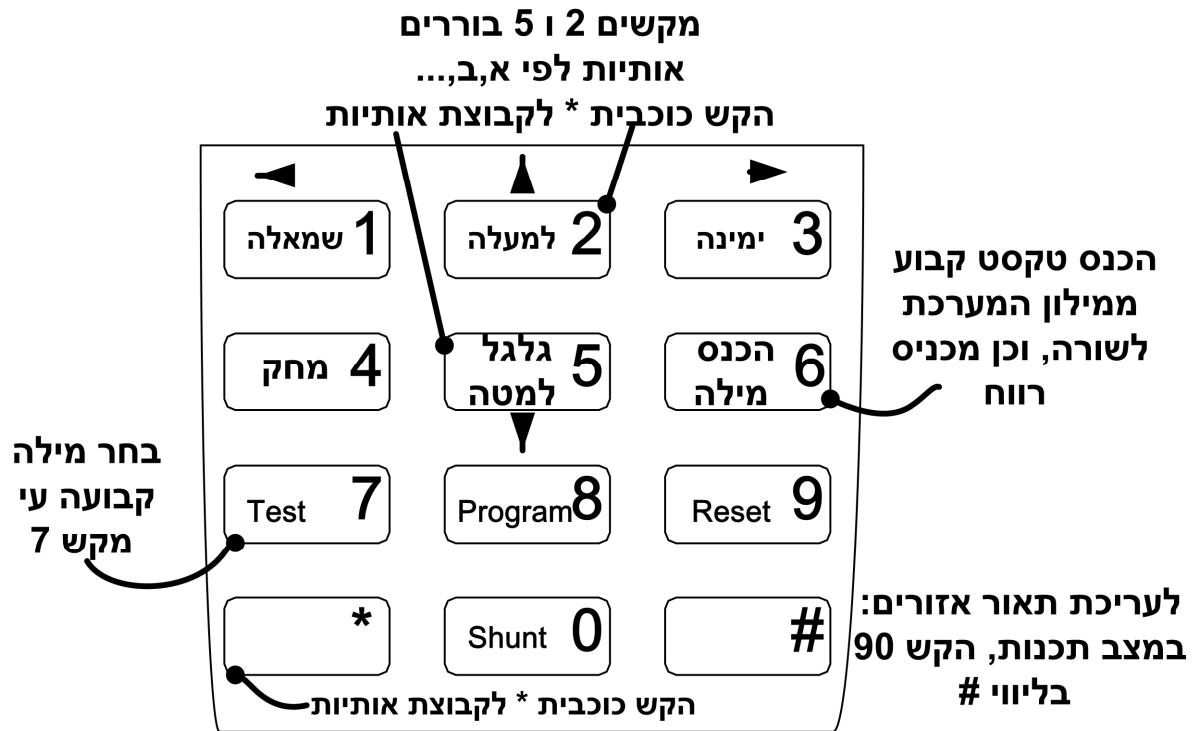 מקשים 2 ו 5 בוררים
אותיות לפי א,ב,...
הקש כוכבית * לקבוצת אותיות
שמאלה 1
למעלה 2
ימינה 3
הכנס טקסט קבוע
ממילון המערכת
לשורה, וכן מכניס
רווח
מחק 4
גלגל
למטה 5
הכנס
מילה 6
בחר מילה
קבועה עי
מקש 7
Test 7
Program 8
Reset 9
*
Shunt 0
#
לעריכת תאור אזורים:
במצב תכנות, הקש 90
בליווי #
הקש כוכבית * לקבוצת אותיות